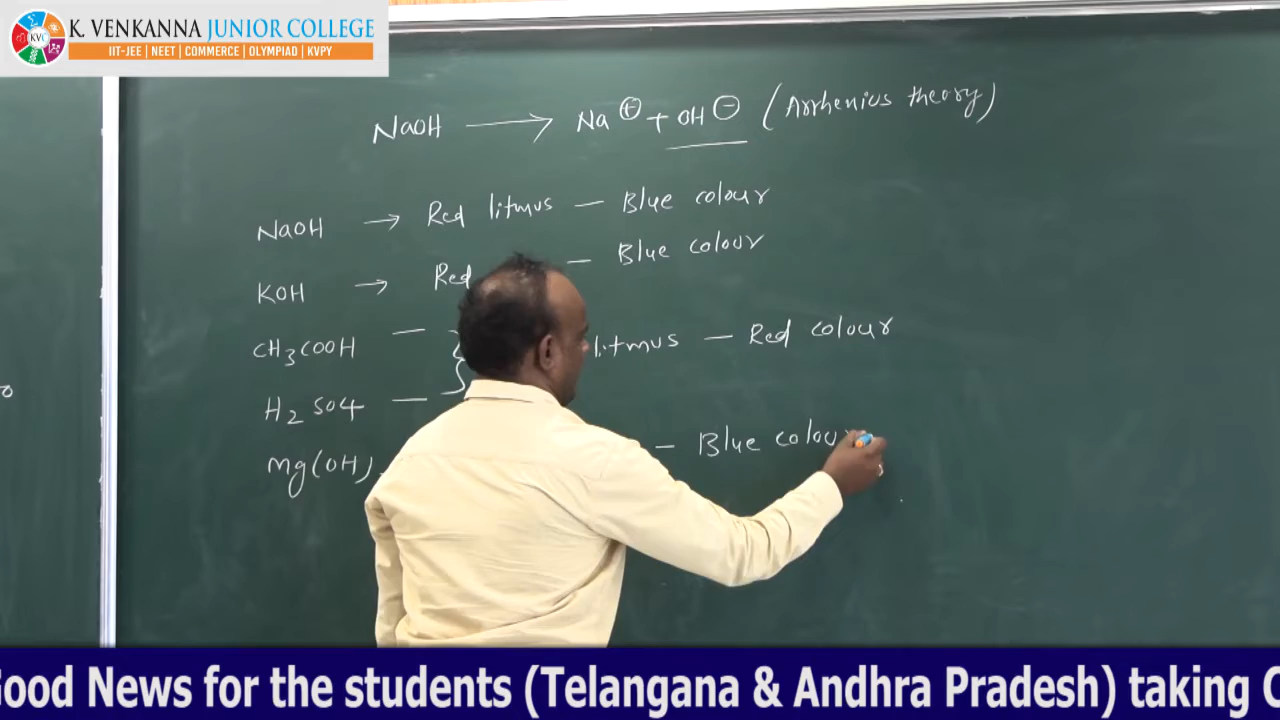 K. VENKANNA JUNIOR COLLEGE
KVC
IIT-JEE | NEET | COMMERCE | OLYMPIAD | KVPY
NaOH ⟶ Na⊕ + OH⊖ (Arrhenius theory)
NaOH → Red litmus — Blue colour
KOH → Red — Blue colour
CH3COOH — litmus — Red colour
H2SO4 —
Mg(OH) — Blue colour
Good News for the students (Telangana & Andhra Pradesh) taking C